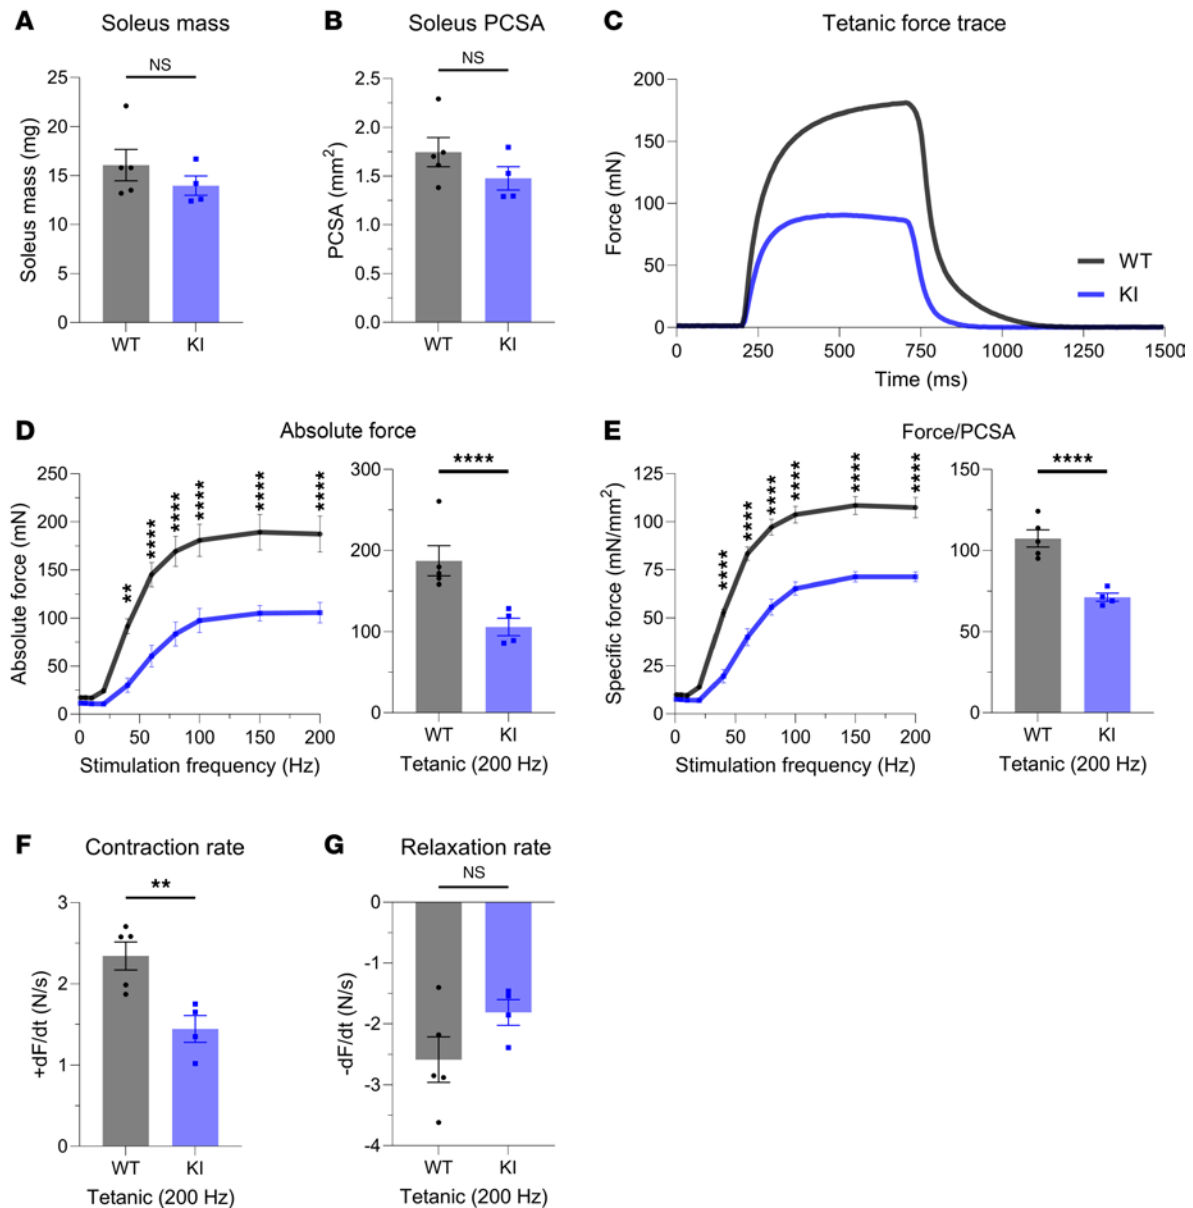 A Soleus mass
NS
Soleus mass (mg)
25
20
15
10
5
0
WT KI
B Soleus PCSA
NS
PCSA (mm2)
2.5
2.0
1.5
1.0
0.5
0.0
WT KI
C Tetanic force trace
Force (mN)
200
150
100
50
0
0 250 500 750 1000 1250 1500
Time (ms)
WT
KI
D Absolute force
Absolute force (mN)
250
200
150
100
50
0
** **** **** **** **** ****
0 50 100 150 200
Stimulation frequency (Hz)
****
300
200
100
0
WT KI
Tetanic (200 Hz)
E Force/PCSA
Specific force (mN/mm2)
125
100
75
50
25
0
**** **** **** **** **** ****
0 50 100 150 200
Stimulation frequency (Hz)
****
150
100
50
0
WT KI
Tetanic (200 Hz)
F Contraction rate
**
+dF/dt (N/s)
3
2
1
0
WT KI
Tetanic (200 Hz)
G Relaxation rate
NS
-dF/dt (N/s)
0
-1
-2
-3
-4
WT KI
Tetanic (200 Hz)